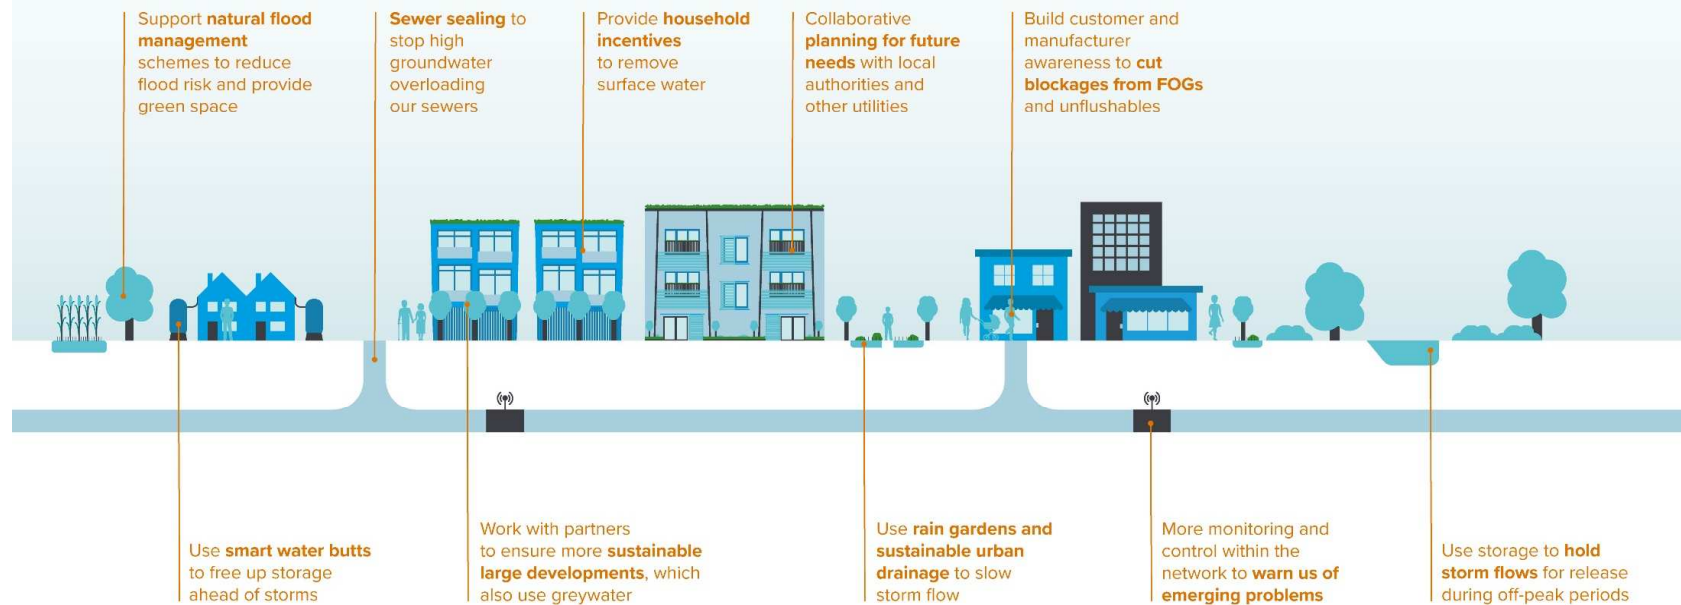 Support natural flood
management
schemes to reduce
flood risk and provide
green space
Sewer sealing to
stop high
groundwater
overloading
our sewers
Provide household
incentives
to remove
surface water
Collaborative
planning for future
needs with local
authorities and
other utilities
Build customer and
manufacturer
awareness to cut
blockages from FOGs
and unflushables
Use smart water butts
to free up storage
ahead of storms
Work with partners
to ensure more sustainable
large developments, which
also use greywater
Use rain gardens and
sustainable urban
drainage to slow
storm flow
More monitoring and
control within the
network to warn us of
emerging problems
Use storage to hold
storm flows for release
during off-peak periods